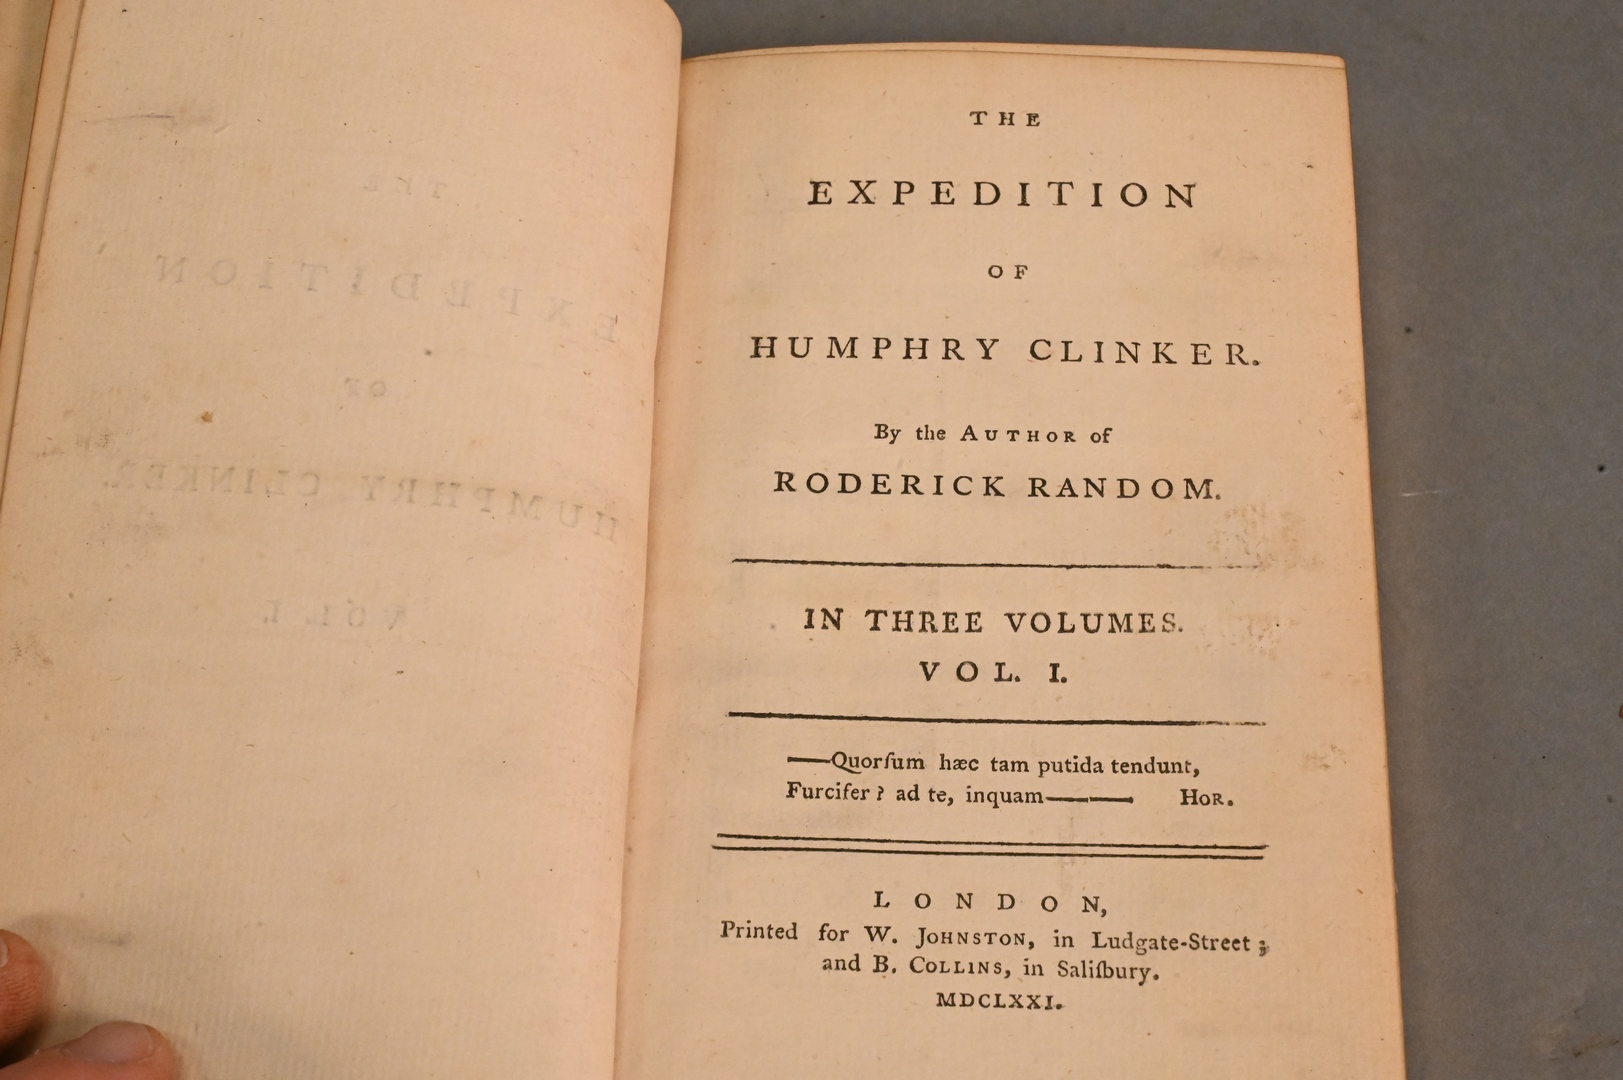 THE
EXPEDITION
OF
HUMPHRY CLINKER.
By the AUTHOR of
RODERICK RANDOM.
IN THREE VOLUMES.
VOL. I.
——Quorſum hæc tam putida tendunt,
Furcifer? ad te, inquam—— HOR.
LONDON,
Printed for W. JOHNSTON, in Ludgate-Street;
and B. COLLINS, in Saliſbury.
MDCLXXI.